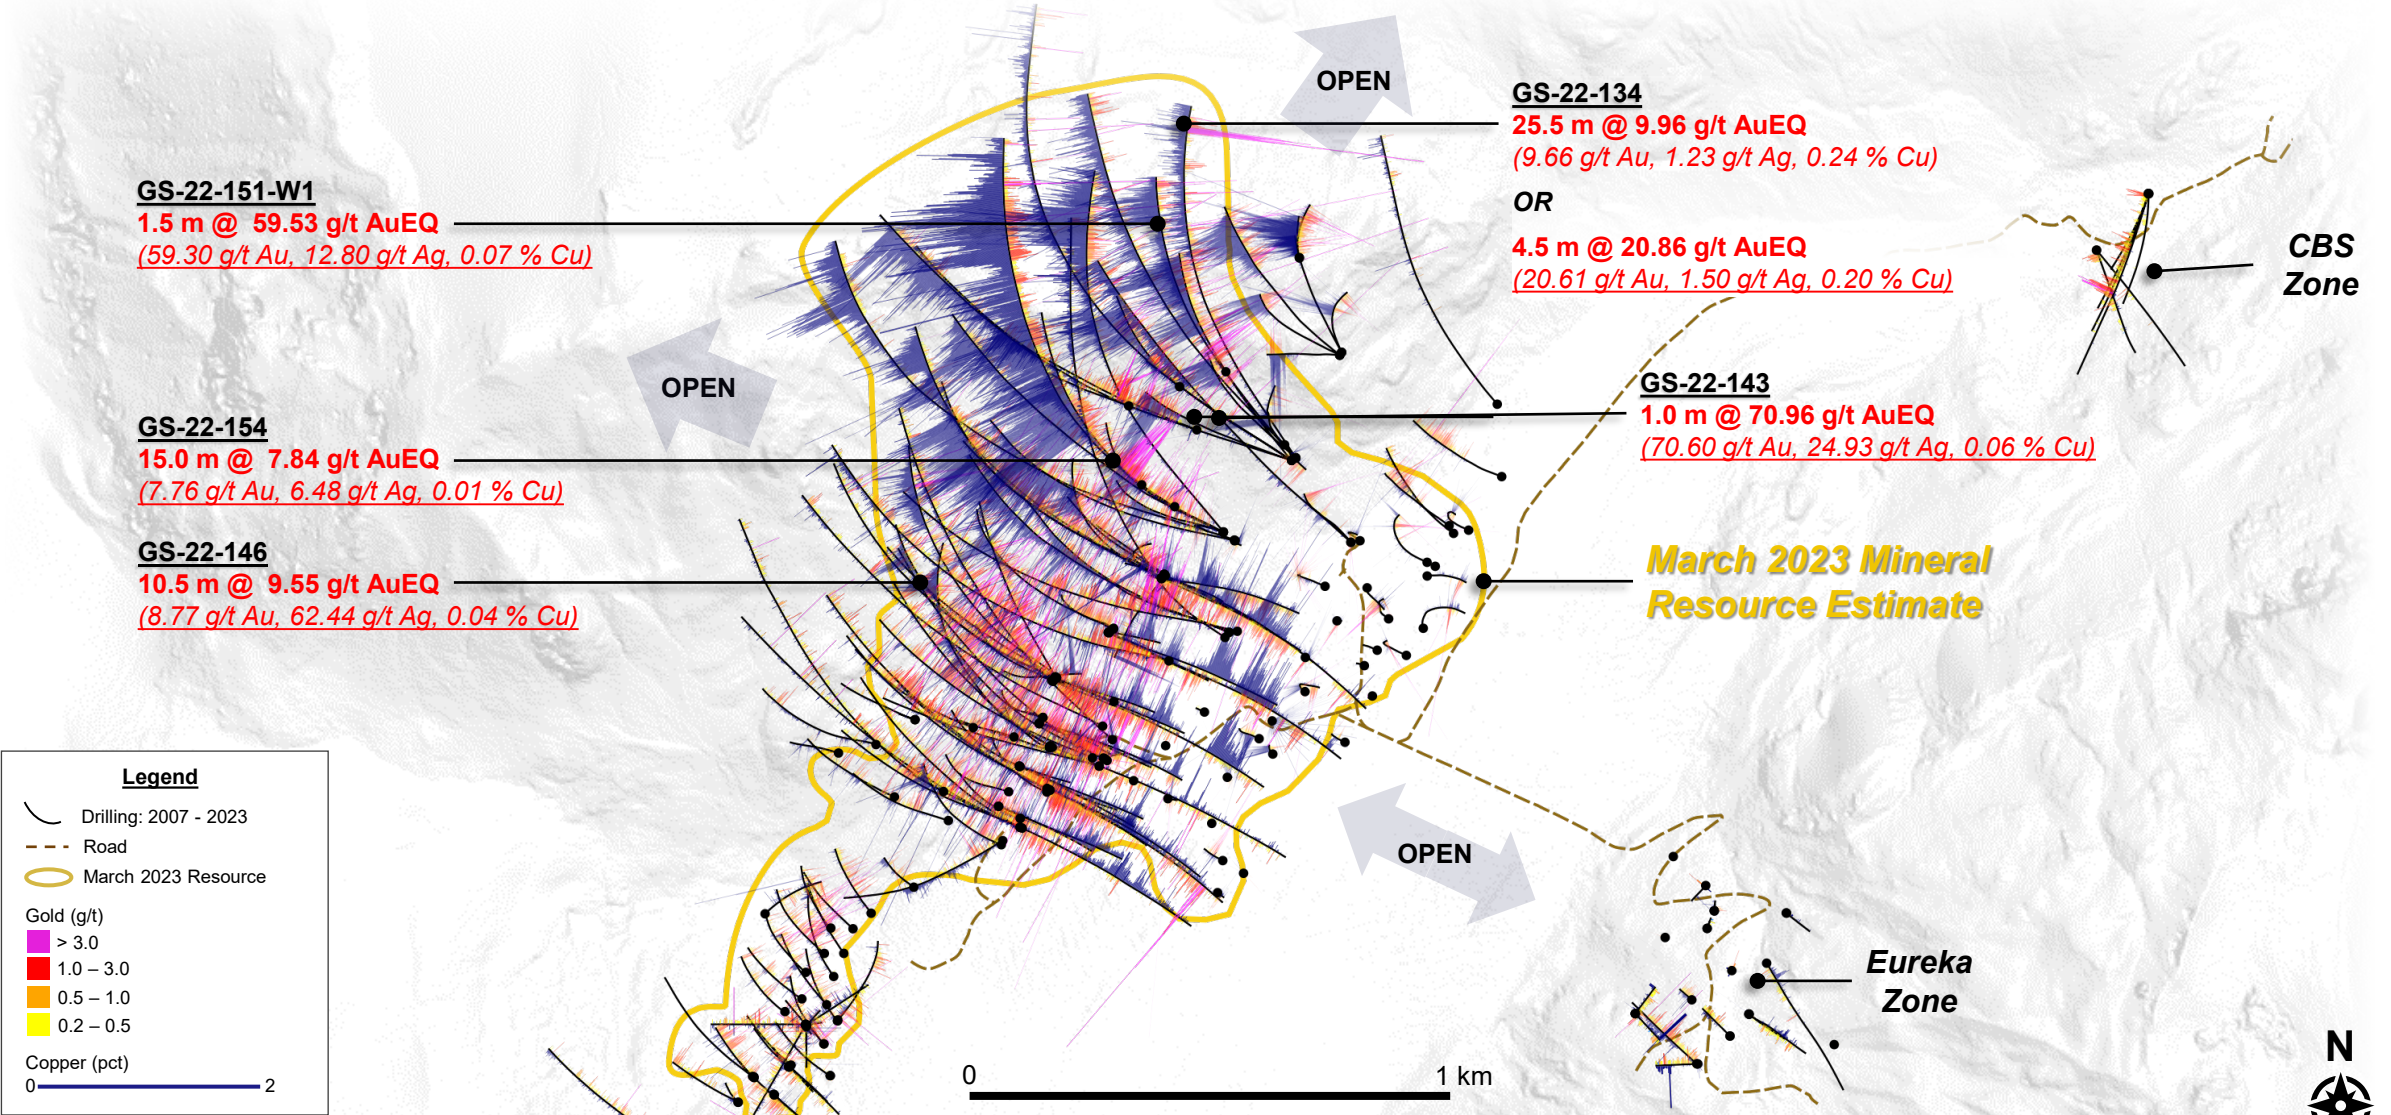 OPEN
GS-22-134
25.5 m @ 9.96 g/t AuEQ
(9.66 g/t Au, 1.23 g/t Ag, 0.24 % Cu)
OR
4.5 m @ 20.86 g/t AuEQ
(20.61 g/t Au, 1.50 g/t Ag, 0.20 % Cu)
GS-22-151-W1
1.5 m @ 59.53 g/t AuEQ
(59.30 g/t Au, 12.80 g/t Ag, 0.07 % Cu)
CBS
Zone
OPEN
GS-22-143
1.0 m @ 70.96 g/t AuEQ
(70.60 g/t Au, 24.93 g/t Ag, 0.06 % Cu)
GS-22-154
15.0 m @ 7.84 g/t AuEQ
(7.76 g/t Au, 6.48 g/t Ag, 0.01 % Cu)
GS-22-146
10.5 m @ 9.55 g/t AuEQ
(8.77 g/t Au, 62.44 g/t Ag, 0.04 % Cu)
March 2023 Mineral
Resource Estimate
OPEN
Eureka
Zone
Legend
Drilling: 2007 - 2023
Road
March 2023 Resource
Gold (g/t)
> 3.0
1.0 – 3.0
0.5 – 1.0
0.2 – 0.5
Copper (pct)
0 2
0 1 km
N